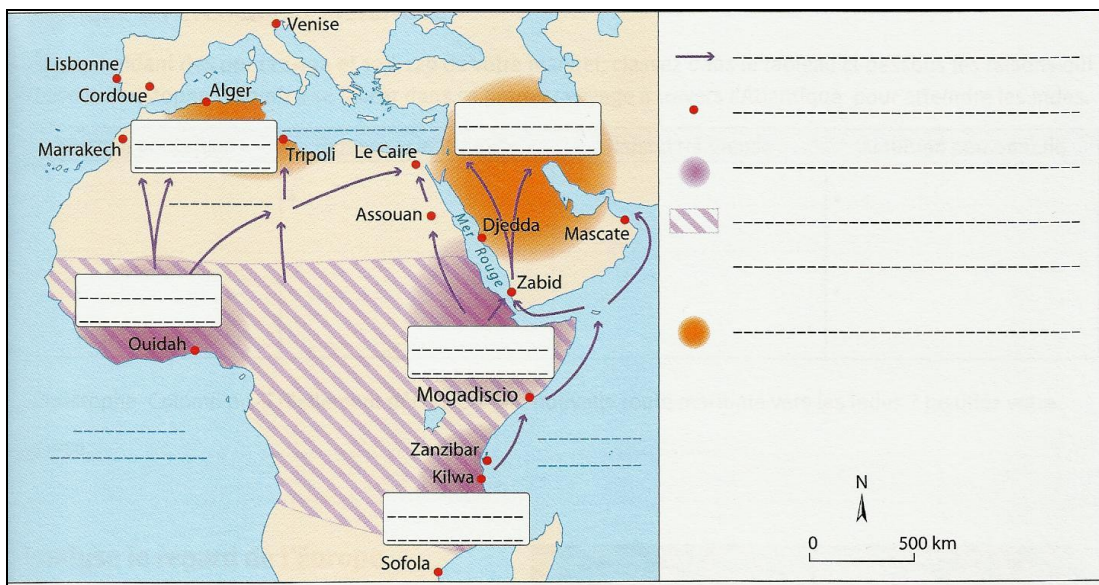 Venise
Lisbonne
Cordoue
Alger
Marrakech
Tripoli
Le Caire
Assouan
Mer Rouge
Djedda
Mascate
Zabid
Ouidah
Mogadiscio
Zanzibar
Kilwa
Sofola
N
0 500 km